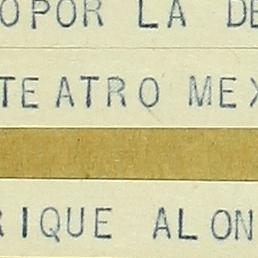 OPOR LA DE
TEATRO MEX
RIQUE ALON